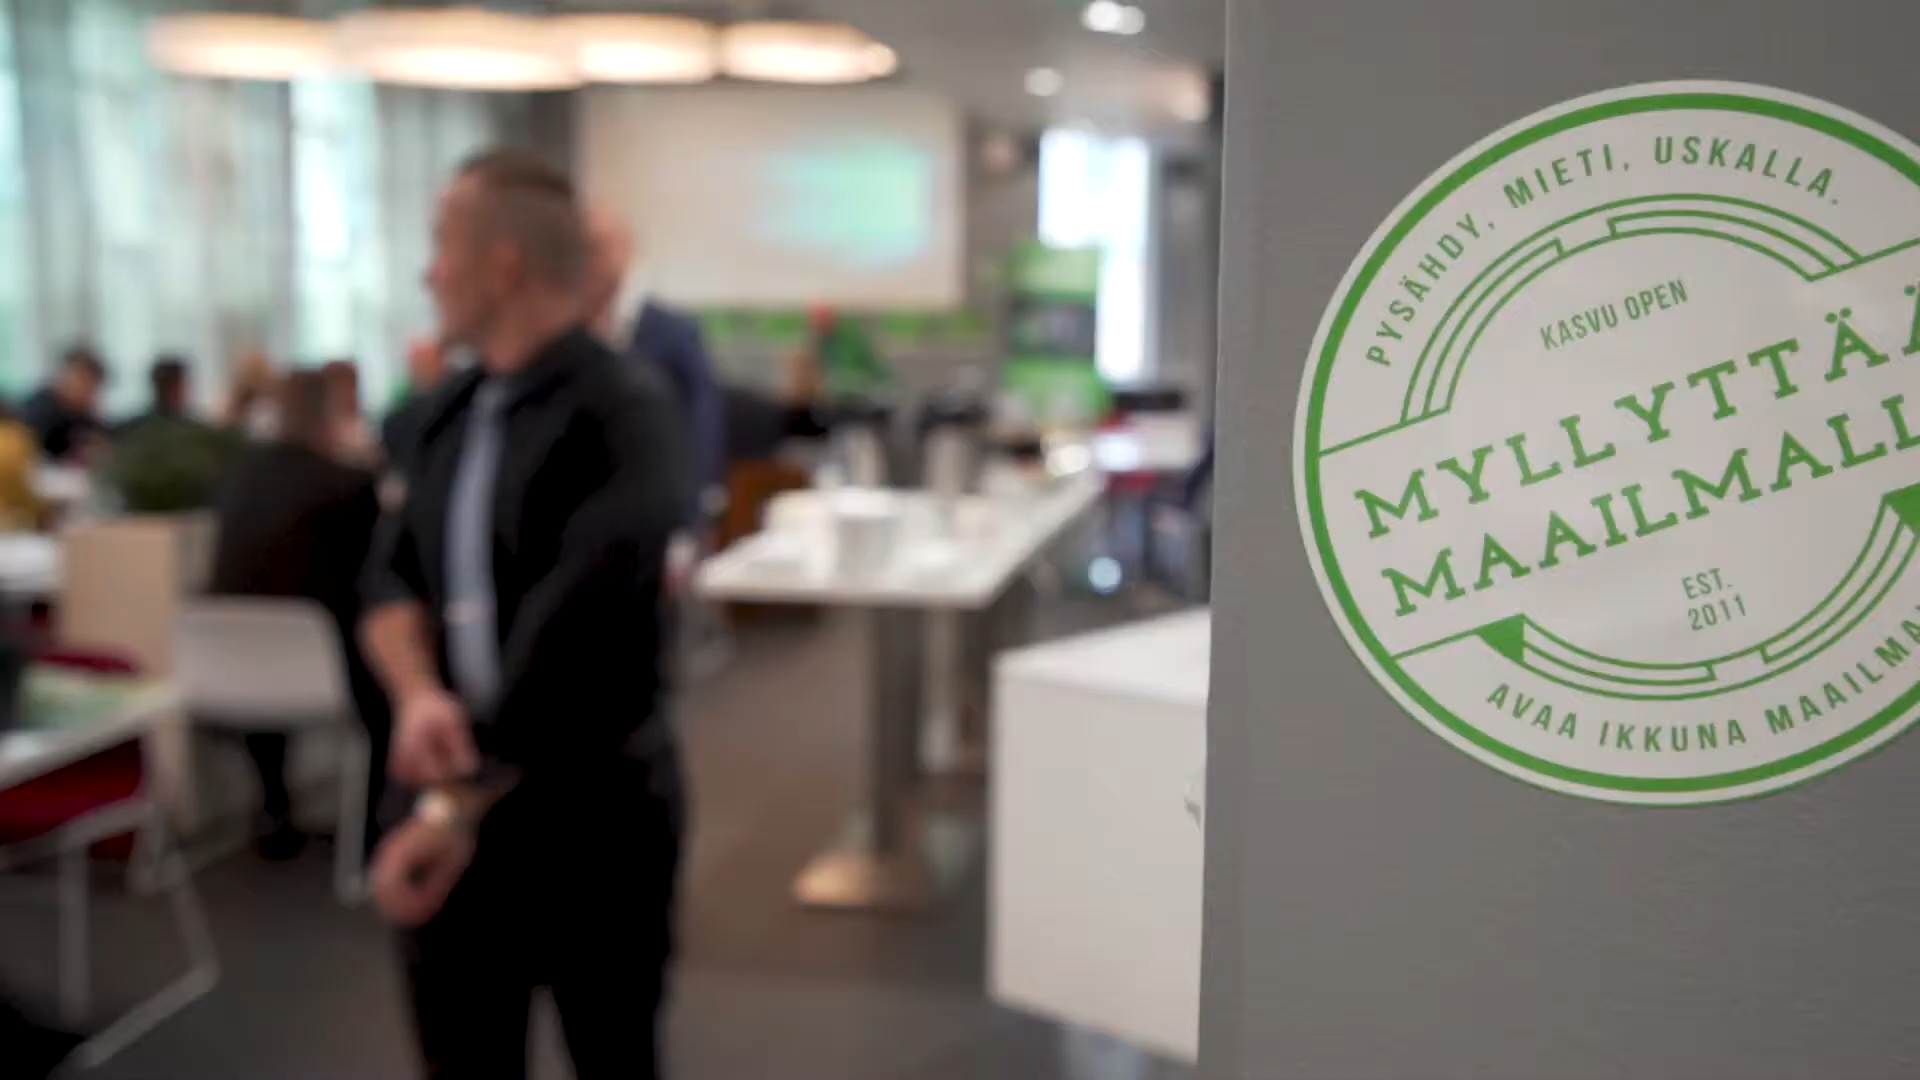 PYSÄHDY, MIETI, USKALLA.
KASVU OPEN
MYLLYTTÄÄ
MAAILMALL
EST.
2011
AVAA IKKUNA MAAILMA